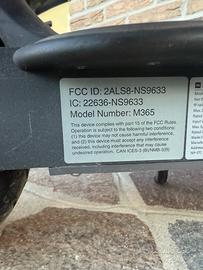 FCC ID: 2ALS8-NS9633
IC: 22636-NS9633
Model Number: M365
This device complies with part 15 of the FCC Rules.
Operation is subject to the following two conditions:
(1) this device may not cause harmful interference,
and (2) this device must accept any interference
received, including interference that may cause
undesired operation. CAN ICES-3 (B)/NMB-3(B)